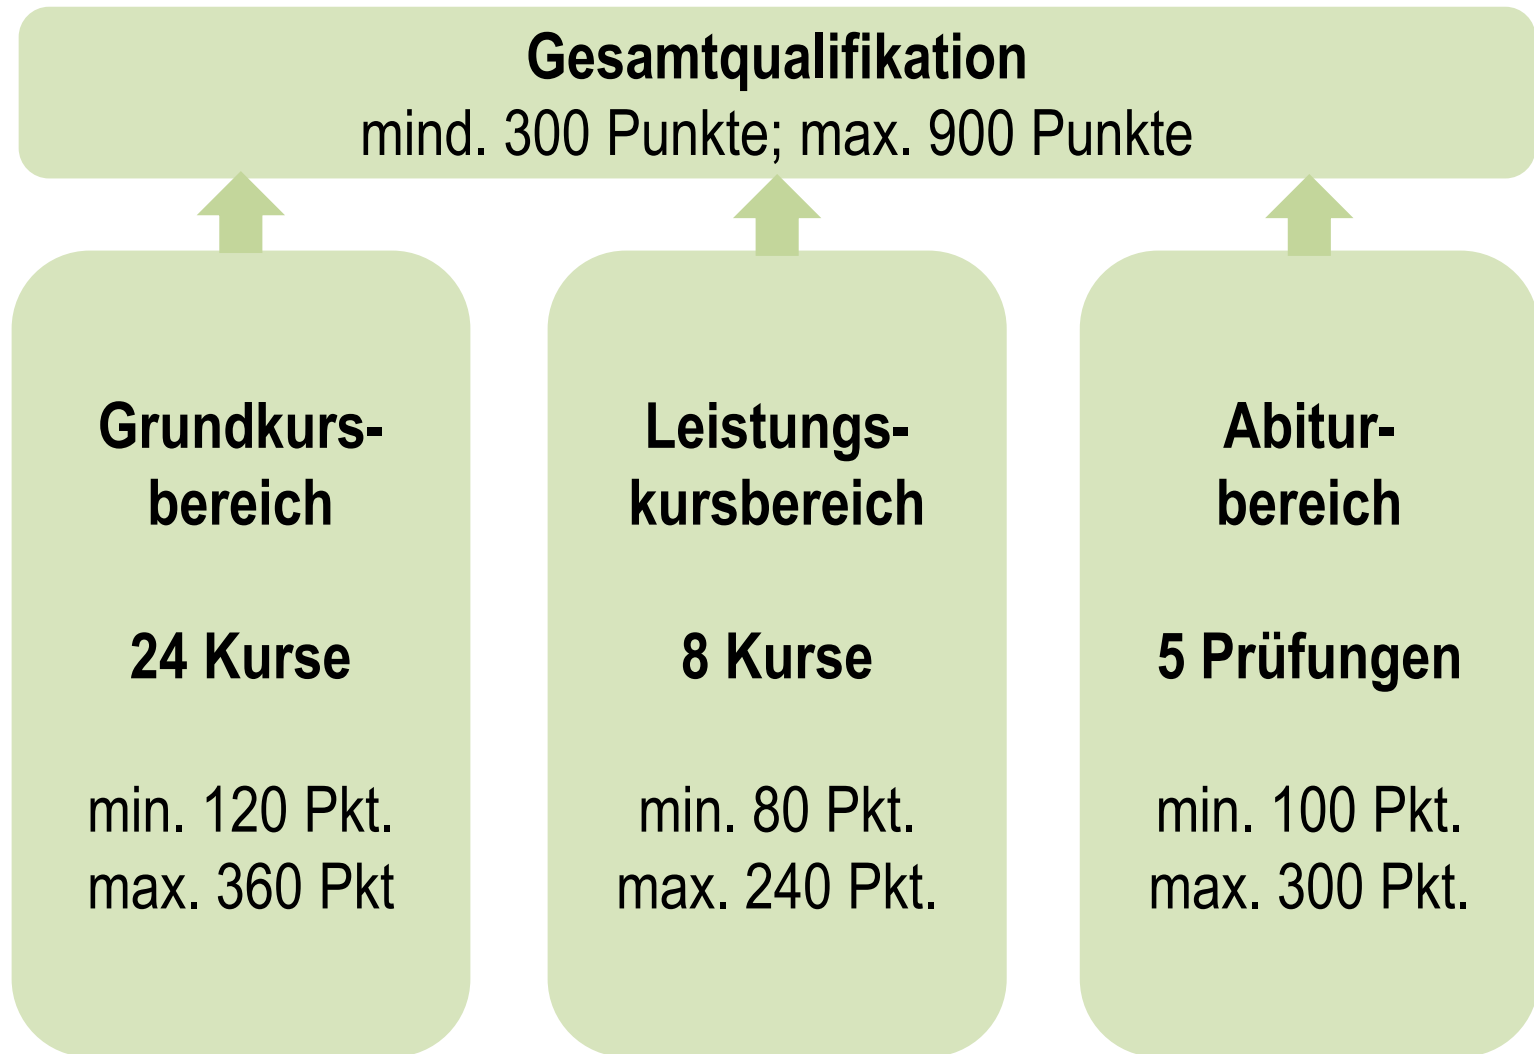 Gesamtqualifikation
mind. 300 Punkte; max. 900 Punkte
Grundkurs-
bereich
24 Kurse
min. 120 Pkt.
max. 360 Pkt
Leistungs-
kursbereich
8 Kurse
min. 80 Pkt.
max. 240 Pkt.
Abitur-
bereich
5 Prüfungen
min. 100 Pkt.
max. 300 Pkt.